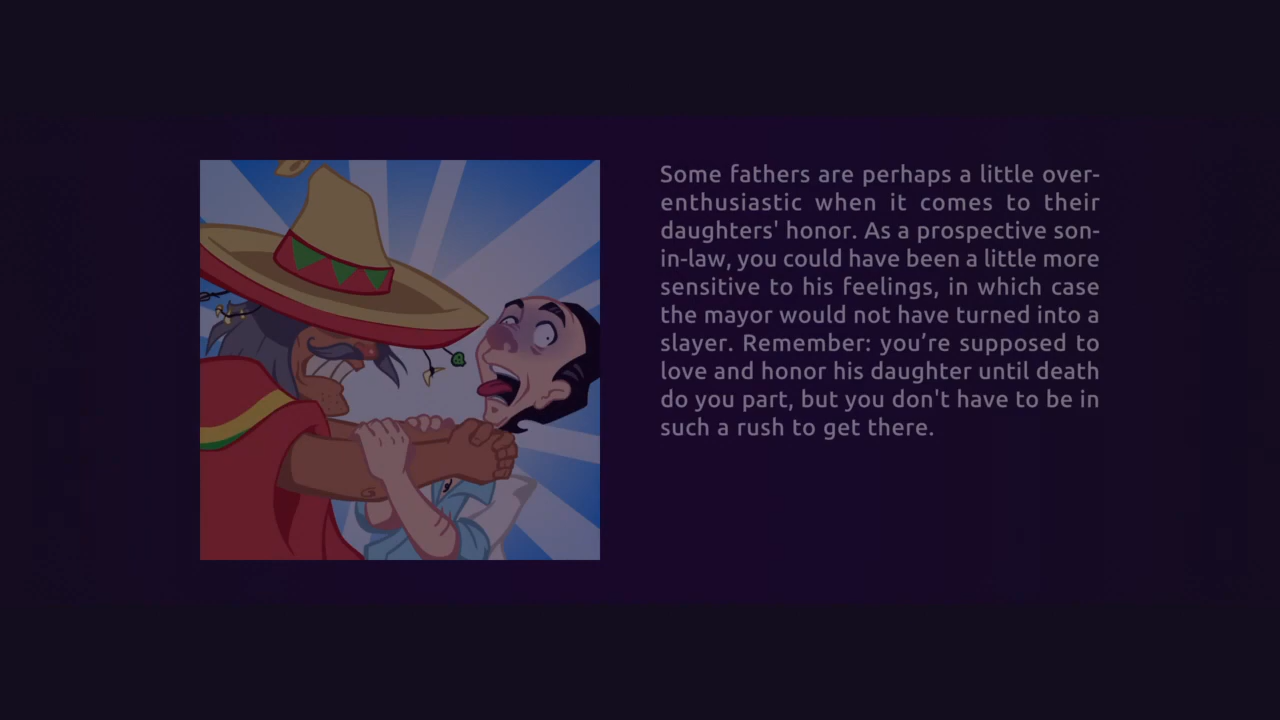 Some fathers are perhaps a little over-
enthusiastic when it comes to their
daughters' honor. As a prospective son-
in-law, you could have been a little more
sensitive to his feelings, in which case
the mayor would not have turned into a
slayer. Remember: you’re supposed to
love and honor his daughter until death
do you part, but you don't have to be in
such a rush to get there.